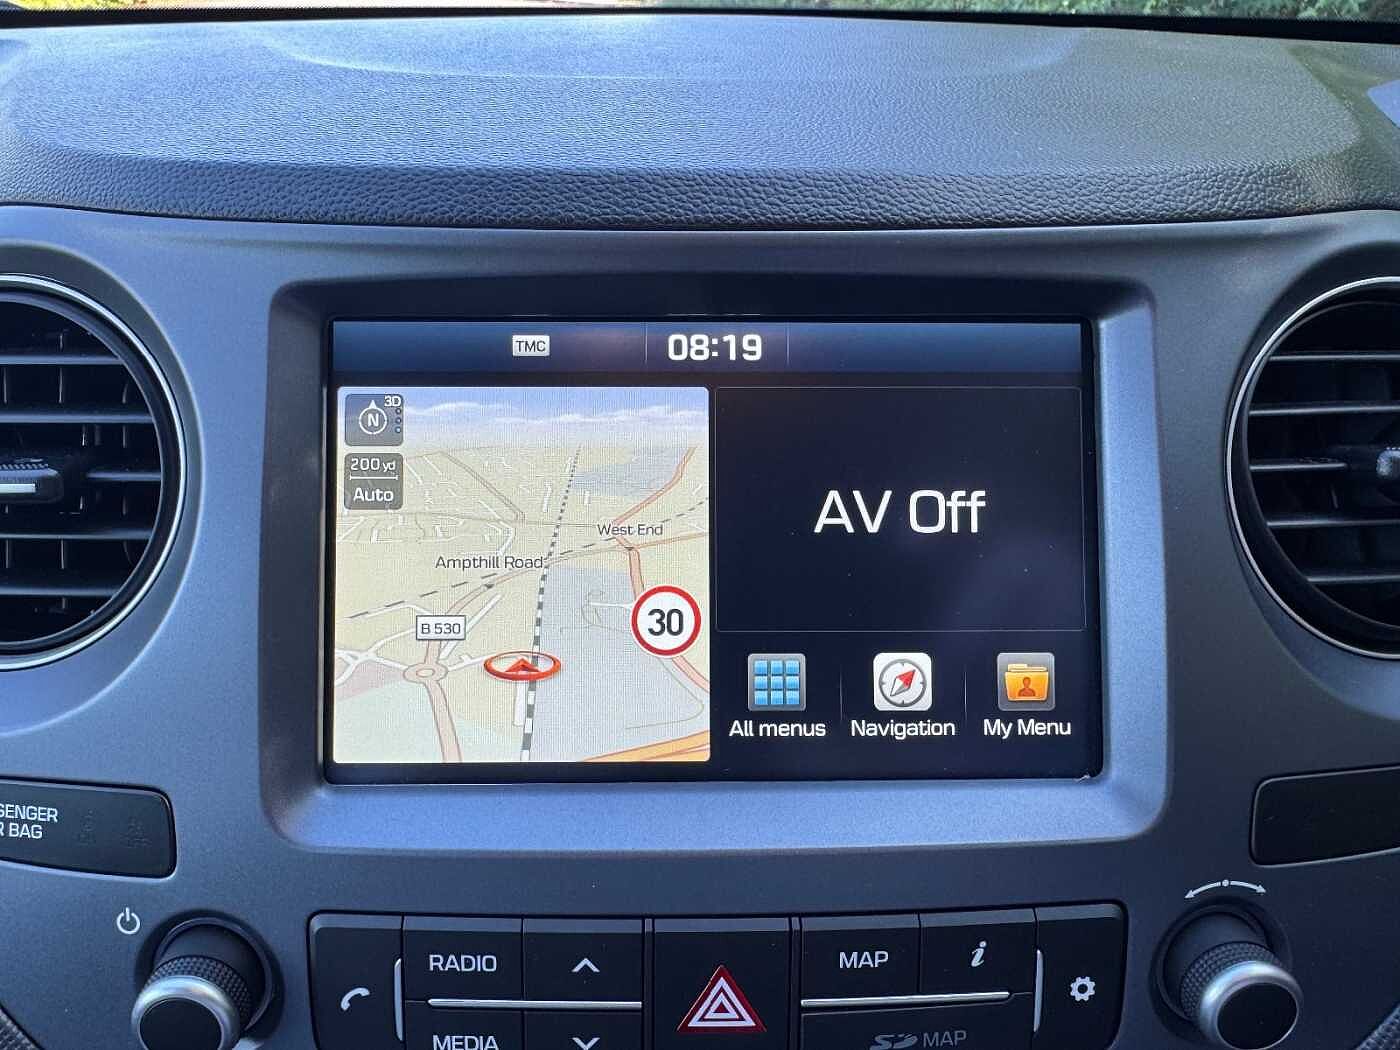 TMC
08:19
3D
N
200 yd
Auto
West End
Ampthill Road
B 530
30
AV Off
All menus
Navigation
My Menu
SENGER
R BAG
RADIO
MAP
i
MEDIA
SD MAP